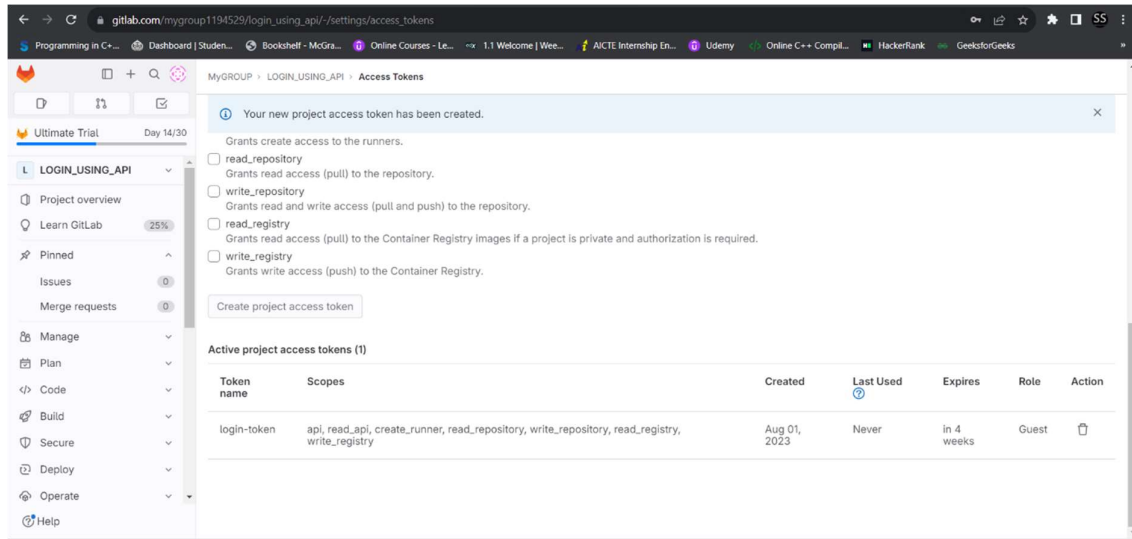 gitlab.com/mygroup1194529/login_using_api/-/settings/access_tokens
SS
Programming in C+... Dashboard | Studen... Bookshelf - McGra... Online Courses - Le... 1.1 Welcome | Wee... AICTE Internship En... Udemy Online C++ Compil... HackerRank GeeksforGeeks »
MyGROUP › LOGIN_USING_API › Access Tokens
Your new project access token has been created.
Ultimate Trial Day 14/30
L LOGIN_USING_API
Project overview
Learn GitLab 25%
Pinned
Issues 0
Merge requests 0
Manage
Plan
Code
Build
Secure
Deploy
Operate
Help
Grants create access to the runners.
read_repository
Grants read access (pull) to the repository.
write_repository
Grants read and write access (pull and push) to the repository.
read_registry
Grants read access (pull) to the Container Registry images if a project is private and authorization is required.
write_registry
Grants write access (push) to the Container Registry.
Create project access token
Active project access tokens (1)
Token name Scopes Created Last Used Expires Role Action
login-token api, read_api, create_runner, read_repository, write_repository, read_registry, write_registry Aug 01, 2023 Never in 4 weeks Guest